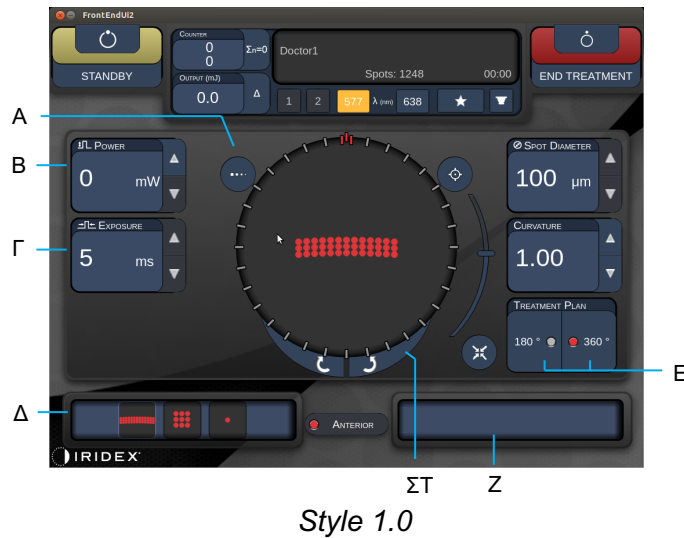 FrontEndUi2
STANDBY
COUNTER
0
0
Σn=0
OUTPUT (mJ)
0.0
Δ
Doctor1
Spots: 1248
00:00
1
2
577
λ (nm)
638
END TREATMENT
Α
Β
Γ
Δ
Ε
ΣΤ
Ζ
POWER
0
mW
EXPOSURE
5
ms
SPOT DIAMETER
100
μm
CURVATURE
1.00
TREATMENT PLAN
180 °
360 °
ANTERIOR
IRIDEX
Style 1.0